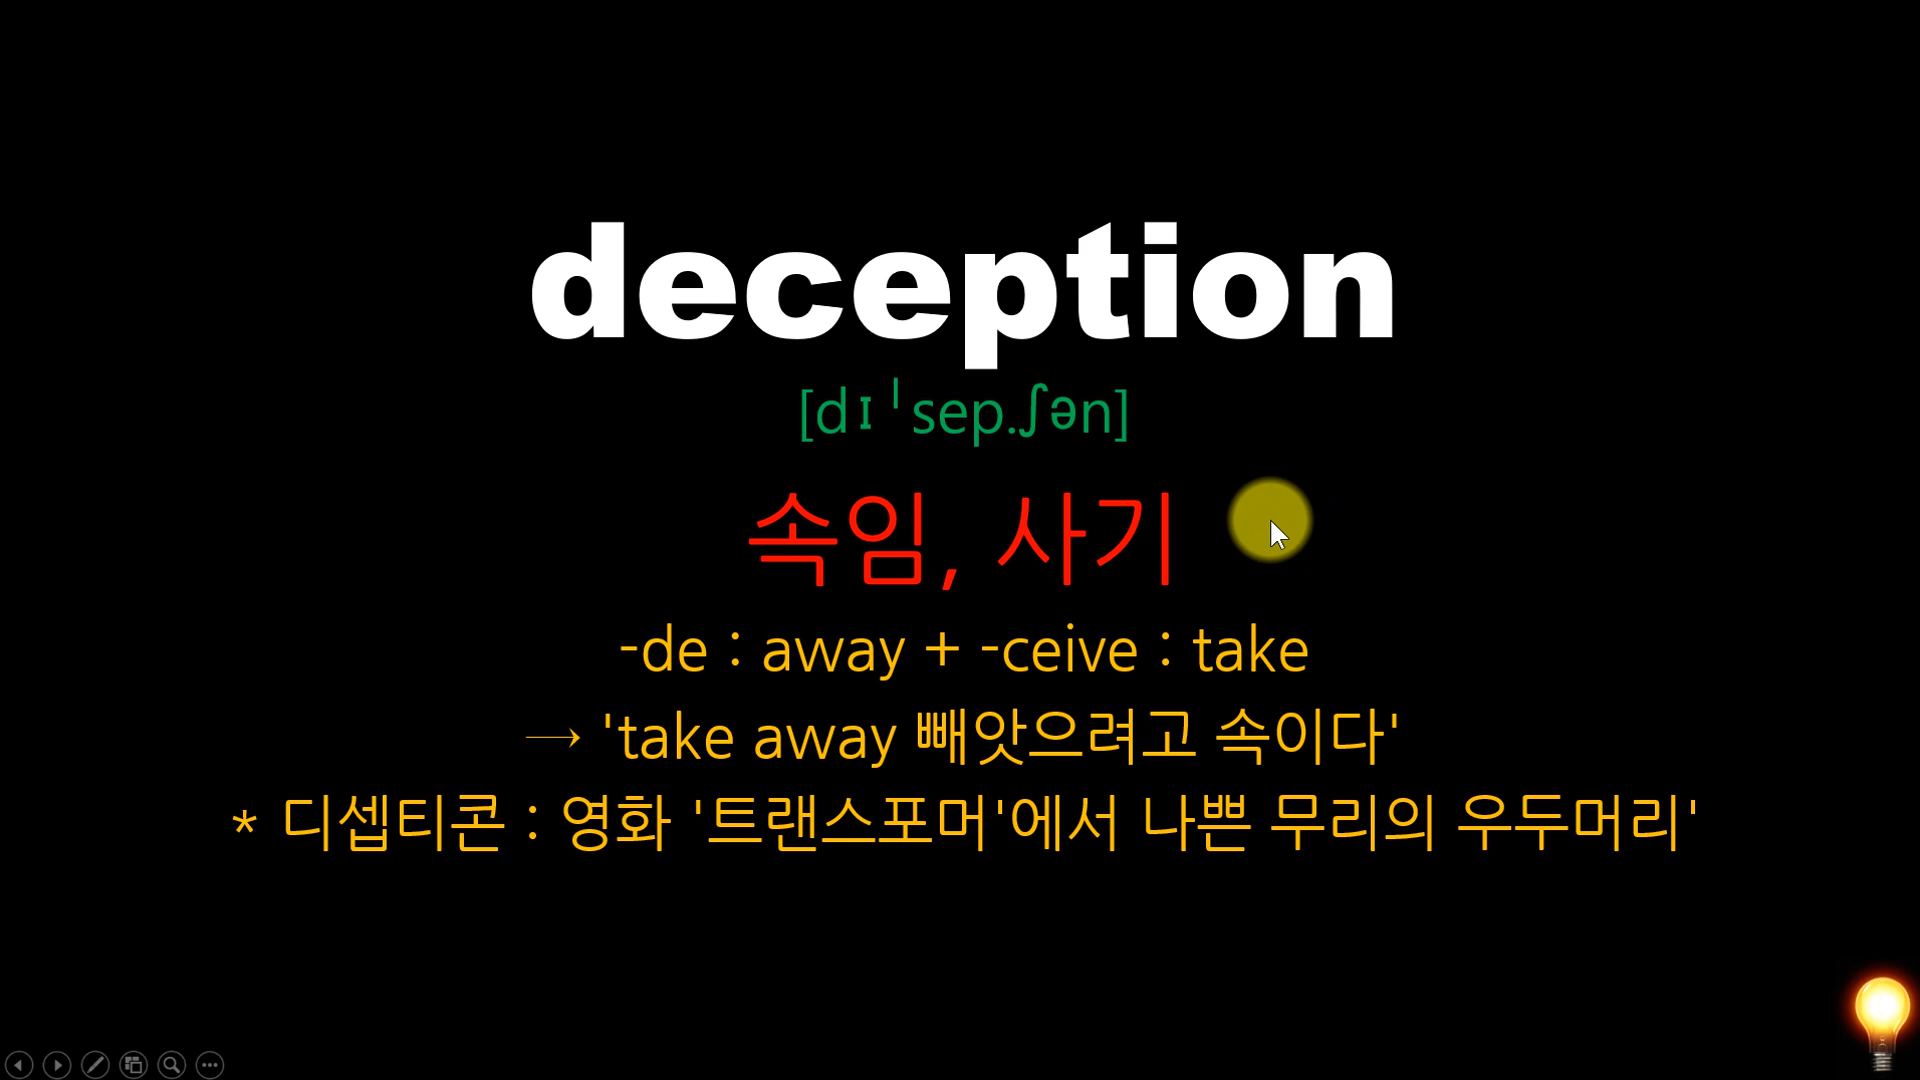 deception
[dɪˈsep.ʃən]
속임, 사기
-de : away + -ceive : take
→ 'take away 빼앗으려고 속이다'
* 디셉티콘 : 영화 '트랜스포머'에서 나쁜 무리의 우두머리'